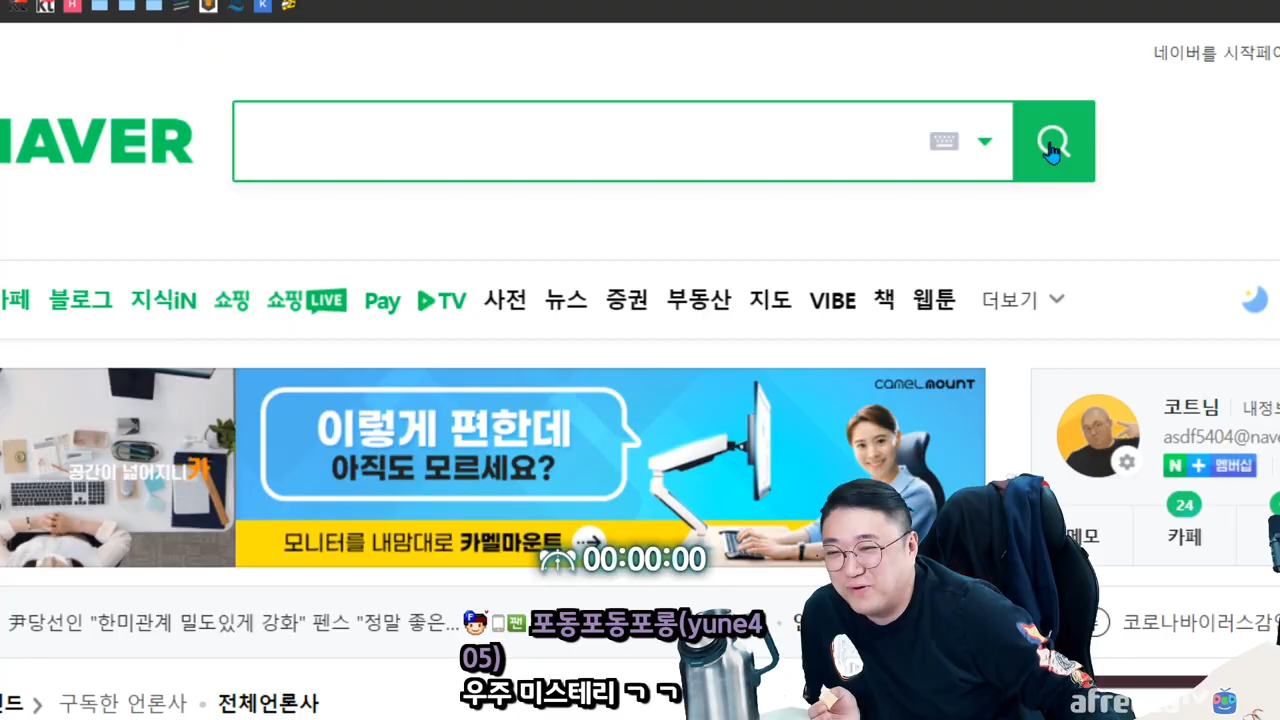 네이버를 시작페이
NAVER
카페 블로그 지식iN 쇼핑 쇼핑LIVE Pay TV 사전 뉴스 증권 부동산 지도 VIBE 책 웹툰 더보기
공간이 넓어지니까
camelmount
이렇게 편한데
아직도 모르세요?
모니터를 내맘대로 카멜마운트
코트님 내정보
asdf5404@nave
N + 멤버십
24
메모 카페
00:00:00
尹당선인 "한미관계 밀도있게 강화" 펜스 "정말 좋은...
코로나바이러스감염
팬 포동포동포롱(yune4
05)
우주 미스테리 ㄱ ㄱ
구독한 언론사 • 전체언론사
afreecaTV